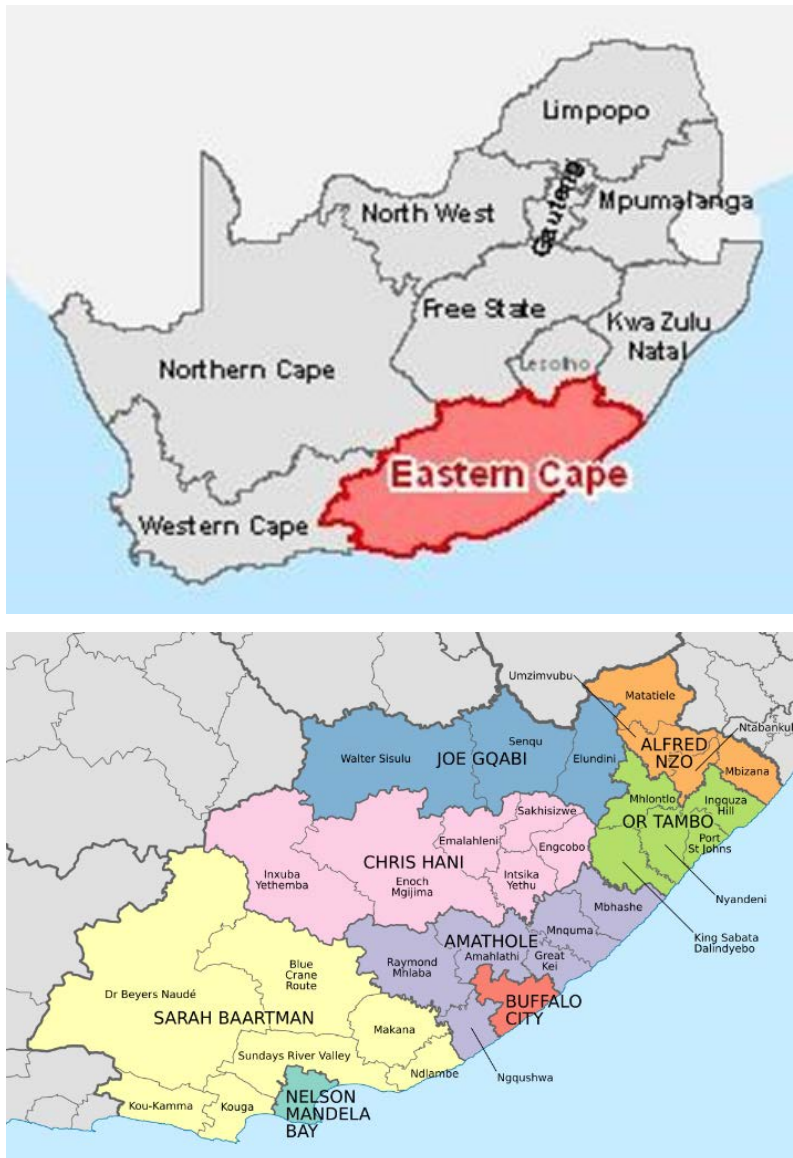 Limpopo
North West
Gauteng
Mpumalanga
Free State
Kwa Zulu
Natal
Lesotho
Northern Cape
Eastern Cape
Western Cape
Umzimvubu
Matatiele
Ntabankul
ALFRED
NZO
Mbizana
Walter Sisulu
JOE GQABI
Senqu
Elundini
Mhlontlo
Ingquza
Hill
OR TAMBO
Port
St Johns
Nyandeni
King Sabata
Dalindyebo
Sakhisizwe
Emalahleni
Engcobo
CHRIS HANI
Inxuba
Yethemba
Enoch
Mgijima
Intsika
Yethu
Mbhashe
Mnquma
AMATHOLE
Amahlathi
Great
Kei
Raymond
Mhlaba
BUFFALO
CITY
Ngqushwa
Blue
Crane
Route
Dr Beyers Naudé
SARAH BAARTMAN
Makana
Sundays River Valley
Ndlambe
Kou-Kamma
Kouga
NELSON
MANDELA
BAY